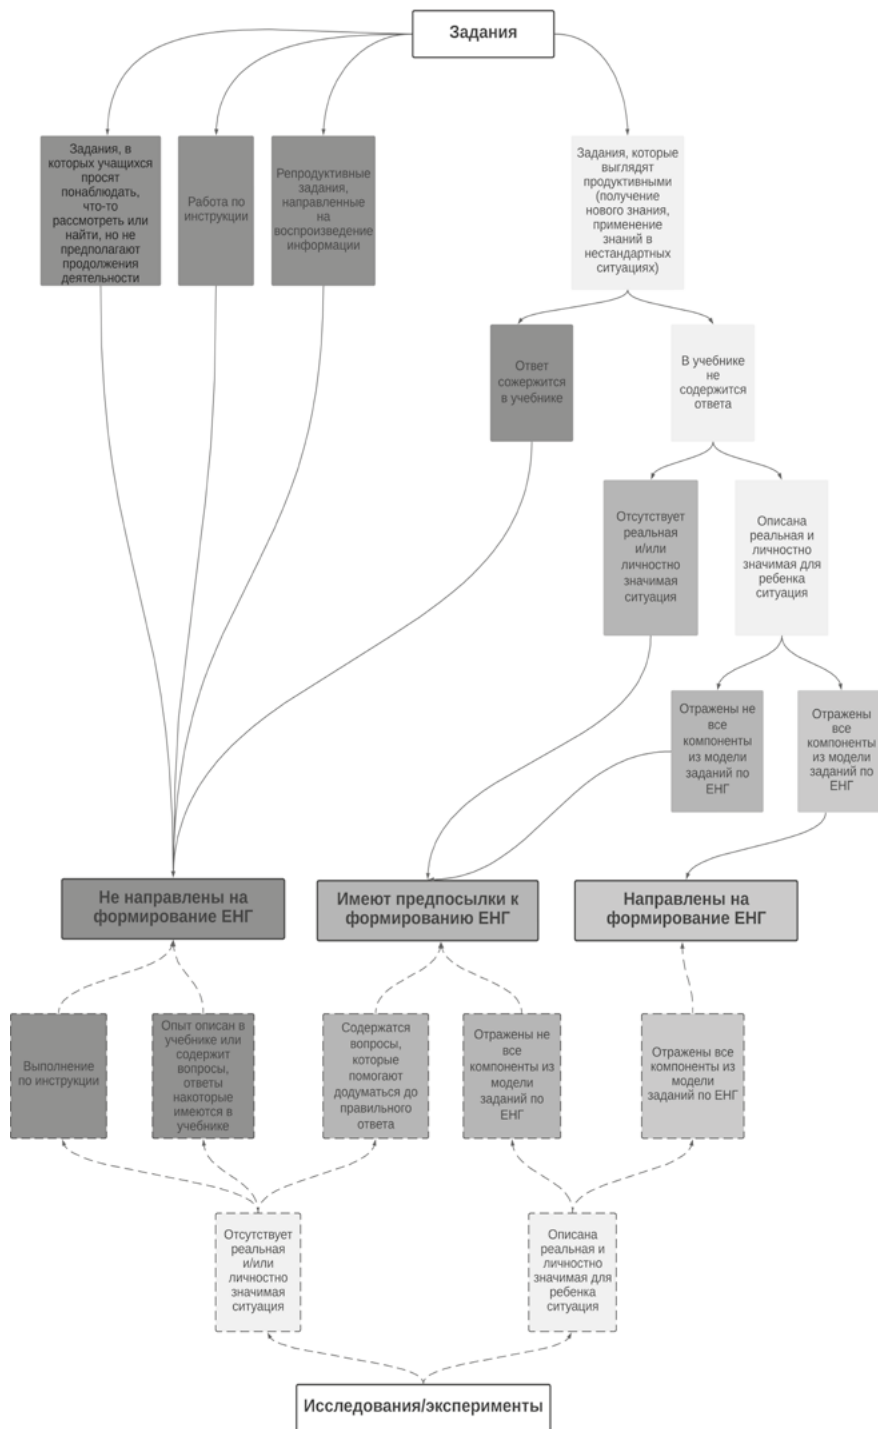 Задания
Задания, в
которых учащихся
просят
понаблюдать,
что-то
рассмотреть или
найти, но не
предполагают
продолжения
деятельности
Работа по
инструкции
Репродуктивные
задания,
направленные
на
воспроизведение
информации
Задания, которые
выглядят
продуктивными
(получение
нового знания,
применение
знаний в
нестандартных
ситуациях)
Ответ
сожержится
в учебнике
В учебнике
не
содержится
ответа
Отсутствует
реальная
и/или
личностно
значимая
ситуация
Описана
реальная и
личностно
значимая для
ребенка
ситуация
Отражены не
все
компоненты
из модели
заданий по
ЕНГ
Отражены
все
компоненты
из модели
заданий по
ЕНГ
Не направлены на
формирование ЕНГ
Имеют предпосылки к
формированию ЕНГ
Направлены на
формирование ЕНГ
Выполнение
по инструкции
Опыт описан в
учебнике или
содержит
вопросы,
ответы
накоторые
имеются в
учебнике
Содержатся
вопросы,
которые
помогают
додуматься до
правильного
ответа
Отражены не
все
компоненты из
модели
заданий по
ЕНГ
Отражены все
компоненты из
модели
заданий по ЕНГ
Отсутствует
реальная
и/или
личностно
значимая
ситуация
Описана
реальная и
личностно
значимая для
ребенка
ситуация
Исследования/эксперименты